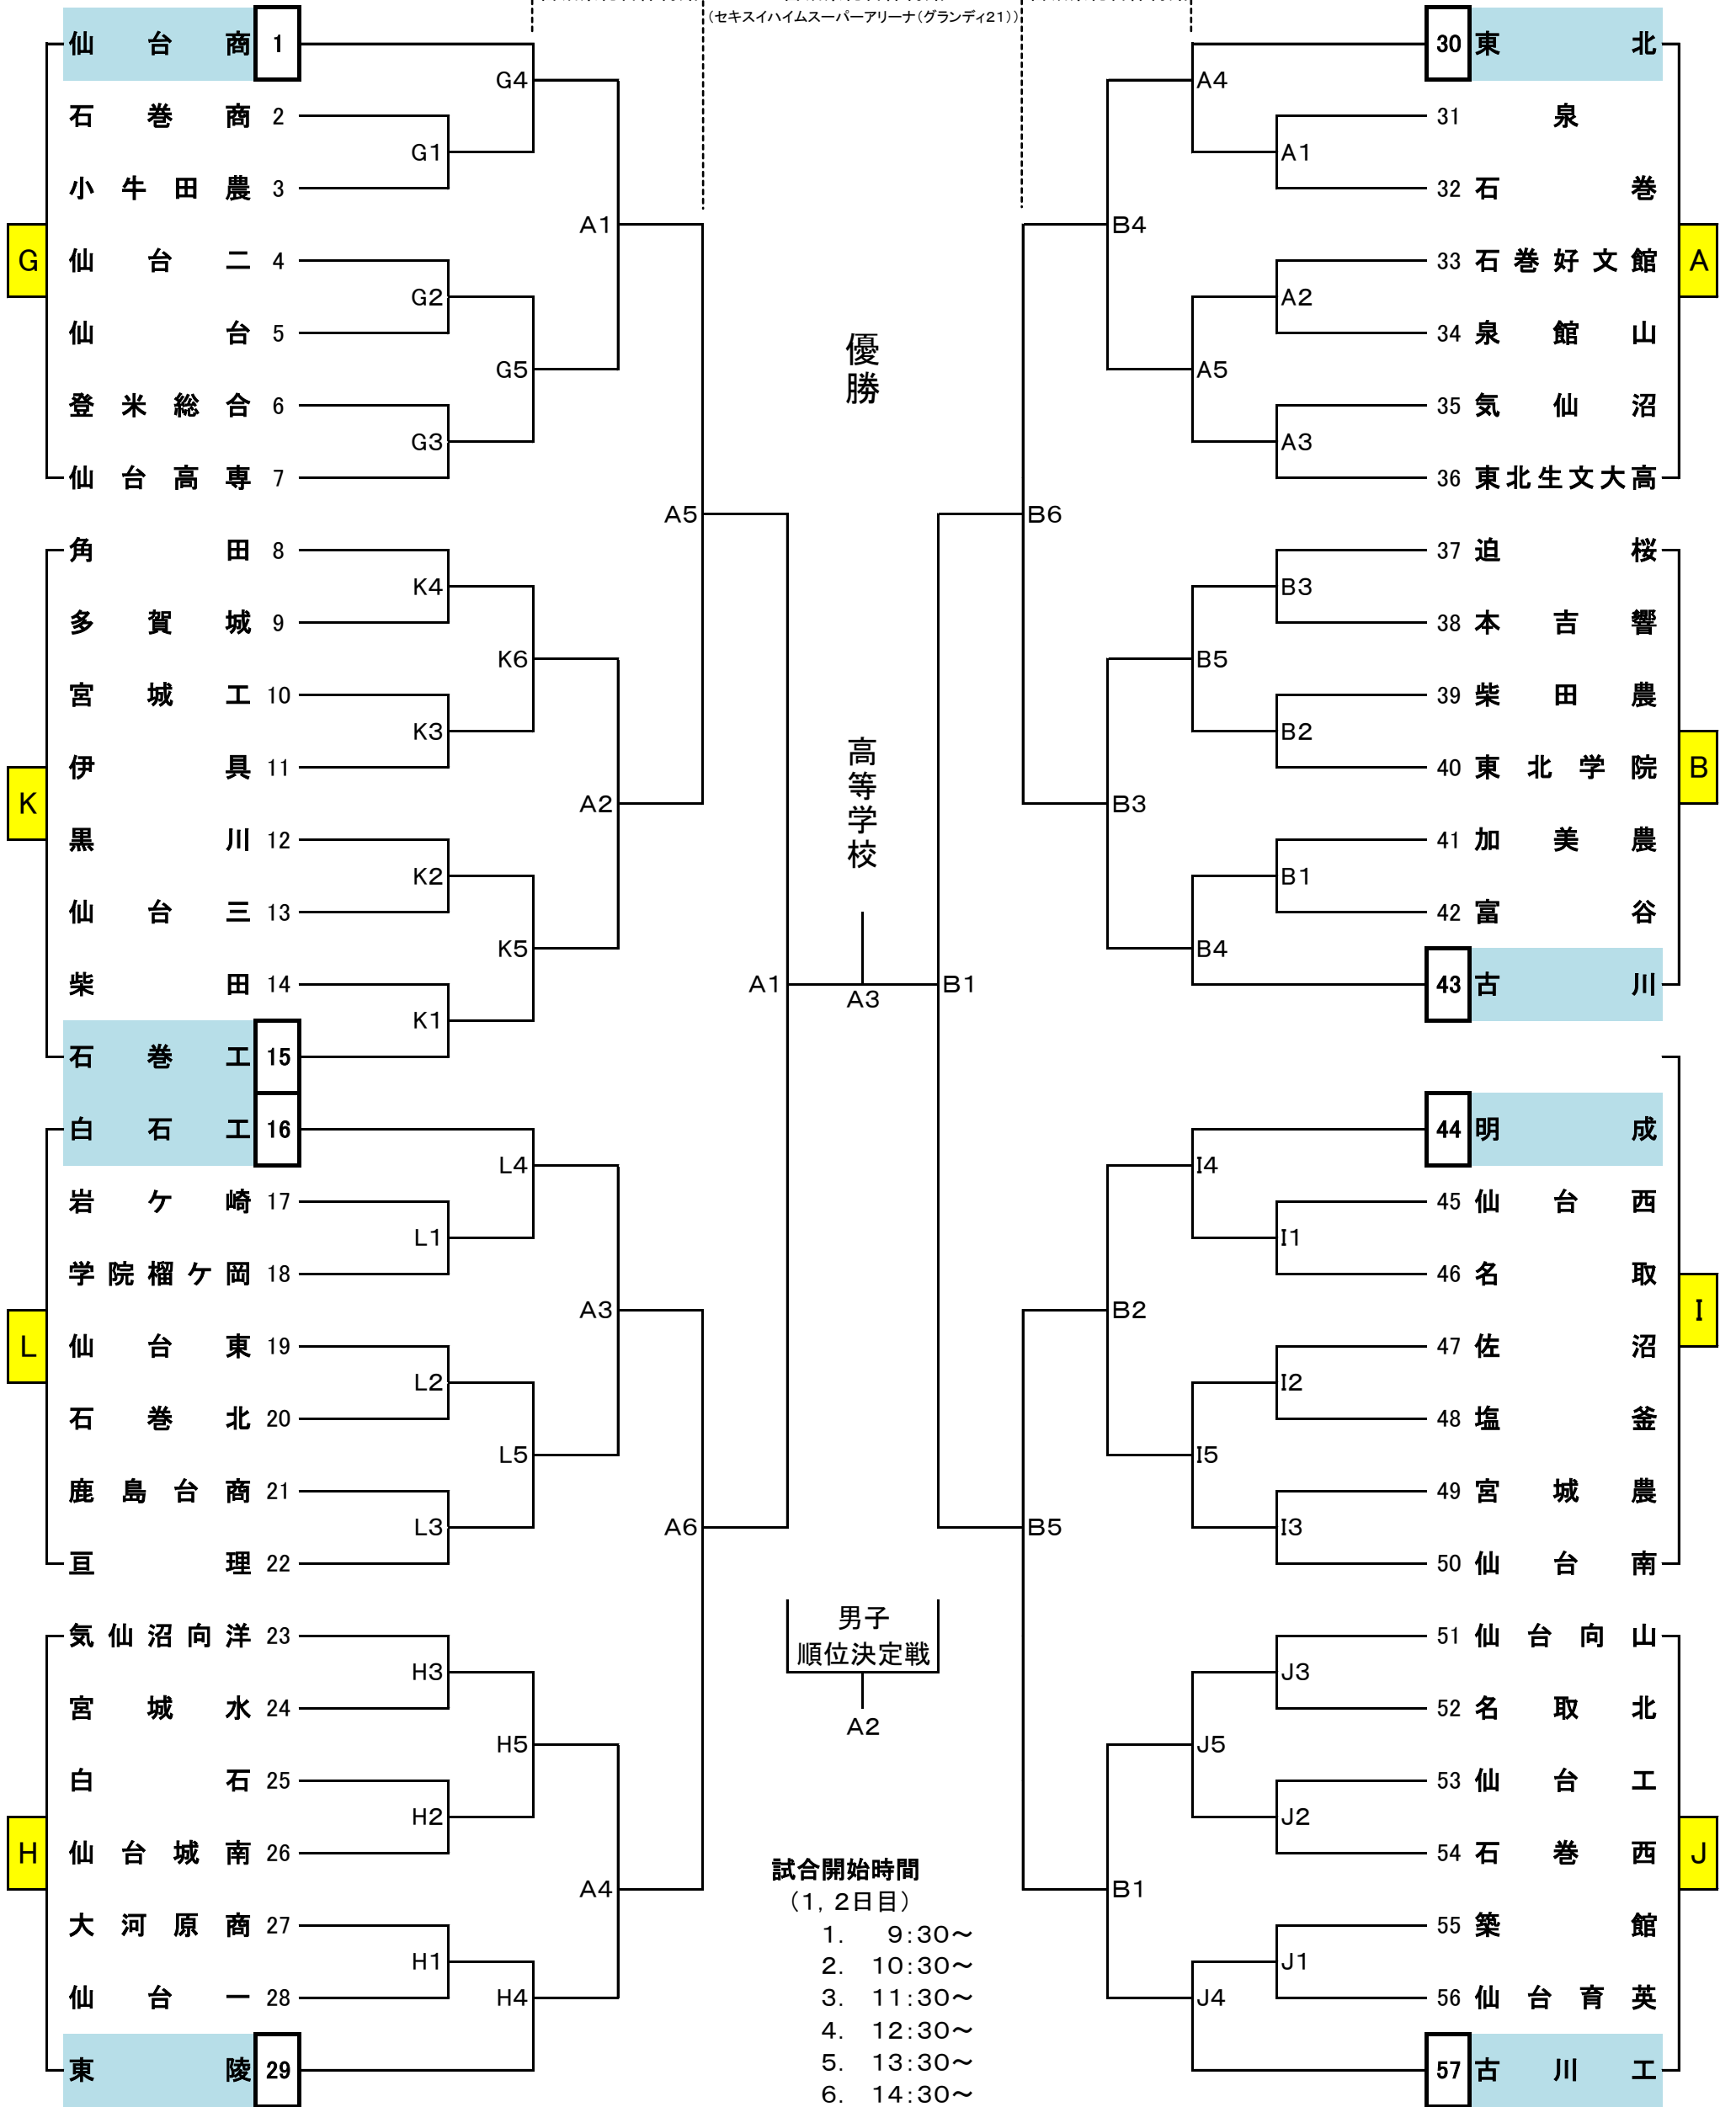 （セキスイハイムスーパーアリーナ（グランディ21））
G
仙台商 1
石巻商 2
小牛田農 3
仙台二 4
仙台 5
登米総合 6
仙台高専 7
G4
G1
G2
G5
G3
A1
K
角田 8
多賀城 9
宮城工 10
伊具 11
黒川 12
仙台三 13
柴田 14
石巻工 15
K4
K6
K3
K2
K5
K1
A2
A5
L
白石工 16
岩ケ崎 17
学院榴ケ岡 18
仙台東 19
石巻北 20
鹿島台商 21
亘理 22
L4
L1
L2
L5
L3
A3
H
気仙沼向洋 23
宮城水 24
白石 25
仙台城南 26
大河原商 27
仙台一 28
東陵 29
H3
H5
H2
H1
H4
A4
A6
A1
優勝
高等学校
A3
B1
男子
順位決定戦
A2
試合開始時間
（1，2日目）
1. 9:30～
2. 10:30～
3. 11:30～
4. 12:30～
5. 13:30～
6. 14:30～
30 東北
31 泉
32 石巻
33 石巻好文館
34 泉館山
35 気仙沼
36 東北生文大高
A
A4
A1
A2
A5
A3
B4
B6
37 迫桜
38 本吉響
39 柴田農
40 東北学院
41 加美農
42 富谷
43 古川
B
B3
B5
B2
B1
B4
B3
44 明成
45 仙台西
46 名取
47 佐沼
48 塩釜
49 宮城農
50 仙台南
I
I4
I1
I2
I5
I3
B2
B5
51 仙台向山
52 名取北
53 仙台工
54 石巻西
55 築館
56 仙台育英
57 古川工
J
J3
J5
J2
J1
J4
B1